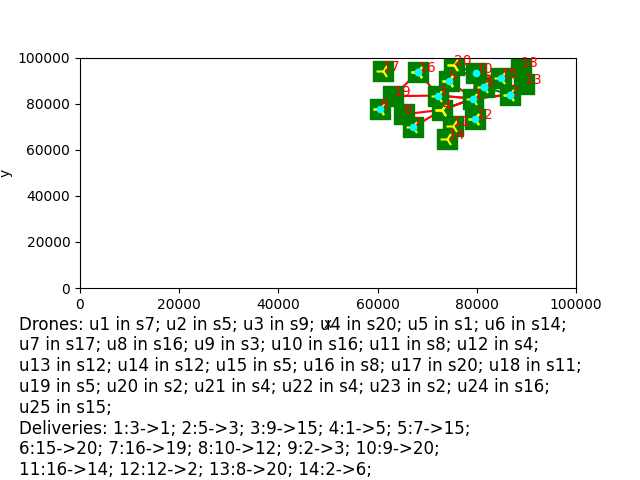 100000
80000
60000
40000
20000
0
y
0 20000 40000 60000 80000 100000
x
20
13
17
16
19
12
Drones: u1 in s7; u2 in s5; u3 in s9; u4 in s20; u5 in s1; u6 in s14;
u7 in s17; u8 in s16; u9 in s3; u10 in s16; u11 in s8; u12 in s4;
u13 in s12; u14 in s12; u15 in s5; u16 in s8; u17 in s20; u18 in s11;
u19 in s5; u20 in s2; u21 in s4; u22 in s4; u23 in s2; u24 in s16;
u25 in s15;
Deliveries: 1:3->1; 2:5->3; 3:9->15; 4:1->5; 5:7->15;
6:15->20; 7:16->19; 8:10->12; 9:2->3; 10:9->20;
11:16->14; 12:12->2; 13:8->20; 14:2->6;